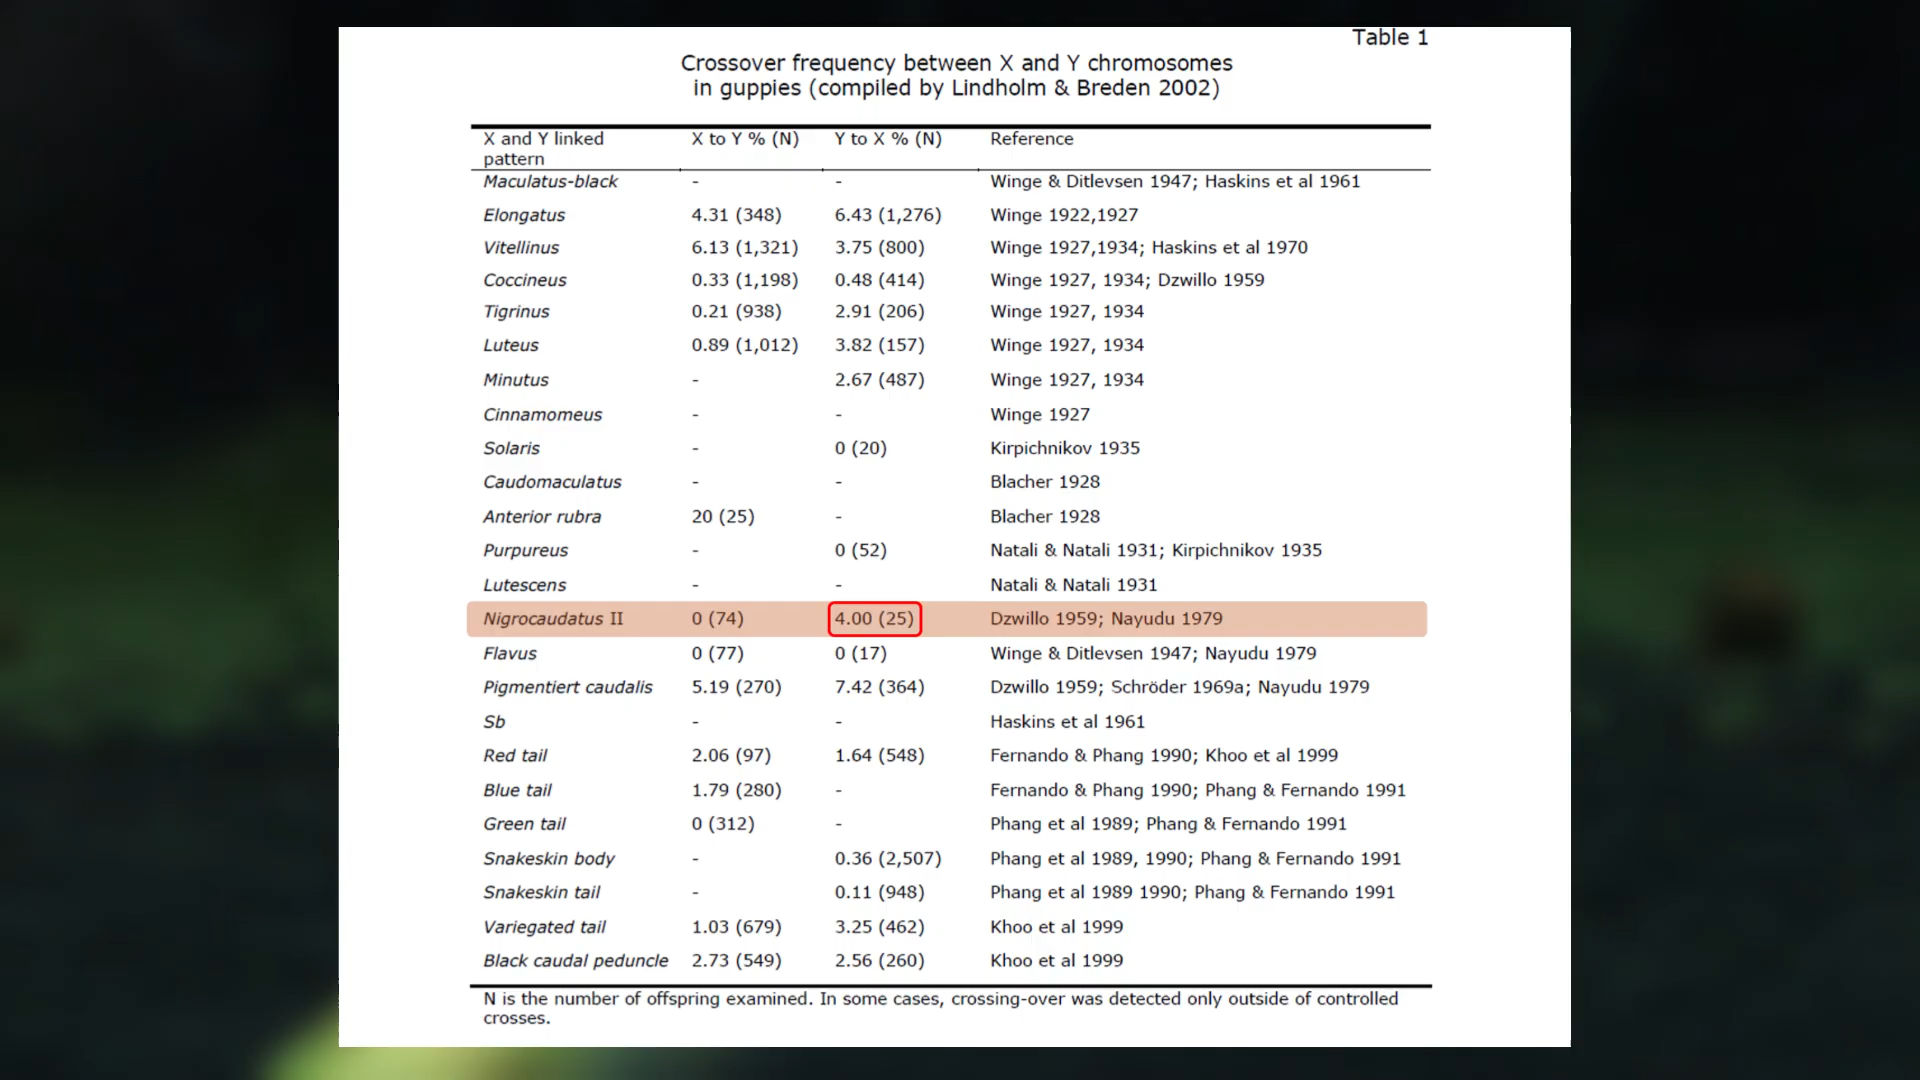 Table 1
Crossover frequency between X and Y chromosomes
in guppies (compiled by Lindholm & Breden 2002)
X and Y linked pattern X to Y % (N) Y to X % (N) Reference
Maculatus-black - - Winge & Ditlevsen 1947; Haskins et al 1961
Elongatus 4.31 (348) 6.43 (1,276) Winge 1922,1927
Vitellinus 6.13 (1,321) 3.75 (800) Winge 1927,1934; Haskins et al 1970
Coccineus 0.33 (1,198) 0.48 (414) Winge 1927, 1934; Dzwillo 1959
Tigrinus 0.21 (938) 2.91 (206) Winge 1927, 1934
Luteus 0.89 (1,012) 3.82 (157) Winge 1927, 1934
Minutus - 2.67 (487) Winge 1927, 1934
Cinnamomeus - - Winge 1927
Solaris - 0 (20) Kirpichnikov 1935
Caudomaculatus - - Blacher 1928
Anterior rubra 20 (25) - Blacher 1928
Purpureus - 0 (52) Natali & Natali 1931; Kirpichnikov 1935
Lutescens - - Natali & Natali 1931
Nigrocaudatus II 0 (74) 4.00 (25) Dzwillo 1959; Nayudu 1979
Flavus 0 (77) 0 (17) Winge & Ditlevsen 1947; Nayudu 1979
Pigmentiert caudalis 5.19 (270) 7.42 (364) Dzwillo 1959; Schröder 1969a; Nayudu 1979
Sb - - Haskins et al 1961
Red tail 2.06 (97) 1.64 (548) Fernando & Phang 1990; Khoo et al 1999
Blue tail 1.79 (280) - Fernando & Phang 1990; Phang & Fernando 1991
Green tail 0 (312) - Phang et al 1989; Phang & Fernando 1991
Snakeskin body - 0.36 (2,507) Phang et al 1989, 1990; Phang & Fernando 1991
Snakeskin tail - 0.11 (948) Phang et al 1989 1990; Phang & Fernando 1991
Variegated tail 1.03 (679) 3.25 (462) Khoo et al 1999
Black caudal peduncle 2.73 (549) 2.56 (260) Khoo et al 1999
N is the number of offspring examined. In some cases, crossing-over was detected only outside of controlled
crosses.